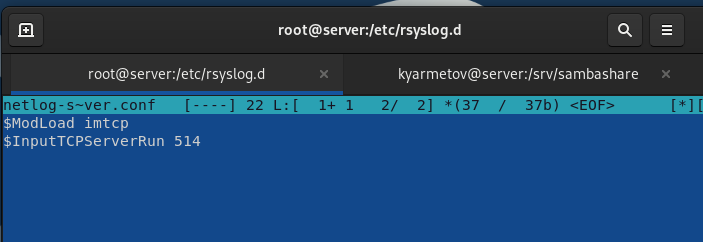 root@server:/etc/rsyslog.d
root@server:/etc/rsyslog.d × kyarmetov@server:/srv/sambashare ×
netlog-s~ver.conf   [----] 22 L:[  1+ 1   2/  2] *(37  /  37b) <EOF>      [*][
$ModLoad imtcp
$InputTCPServerRun 514